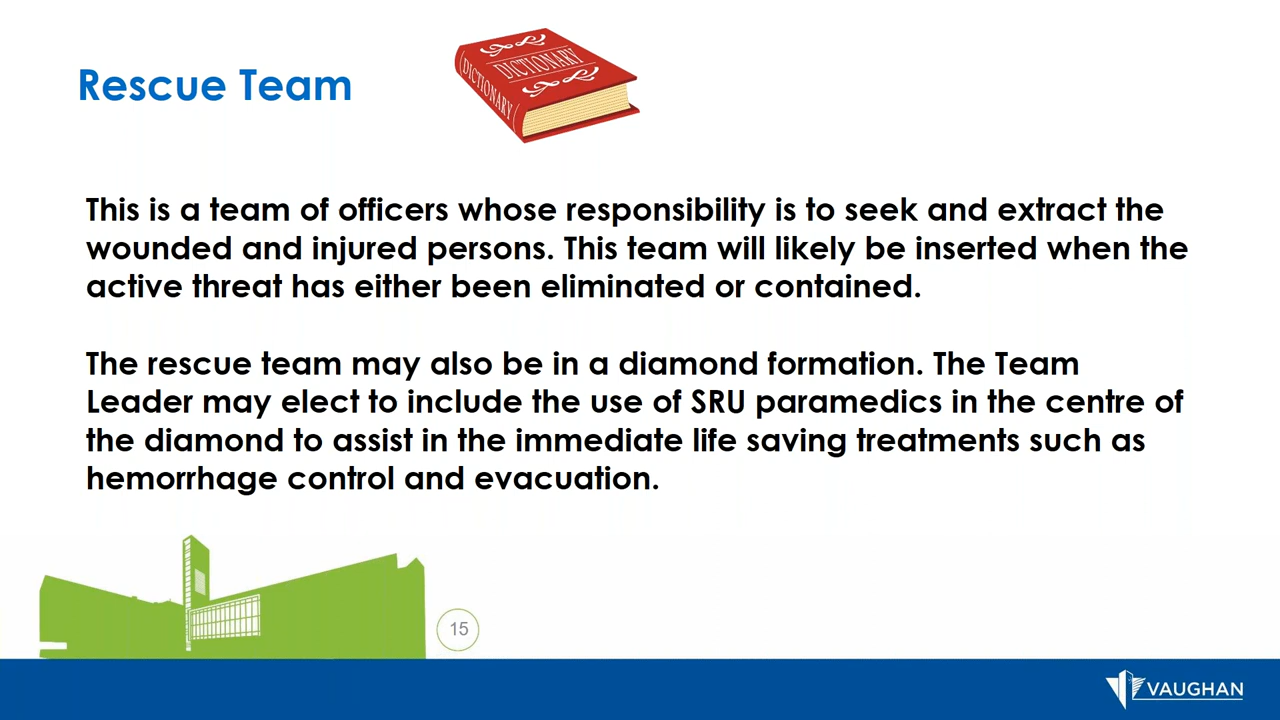 Rescue Team
DICTIONARY
DICTIONARY
This is a team of officers whose responsibility is to seek and extract the
wounded and injured persons. This team will likely be inserted when the
active threat has either been eliminated or contained.
The rescue team may also be in a diamond formation. The Team
Leader may elect to include the use of SRU paramedics in the centre of
the diamond to assist in the immediate life saving treatments such as
hemorrhage control and evacuation.
15
VAUGHAN